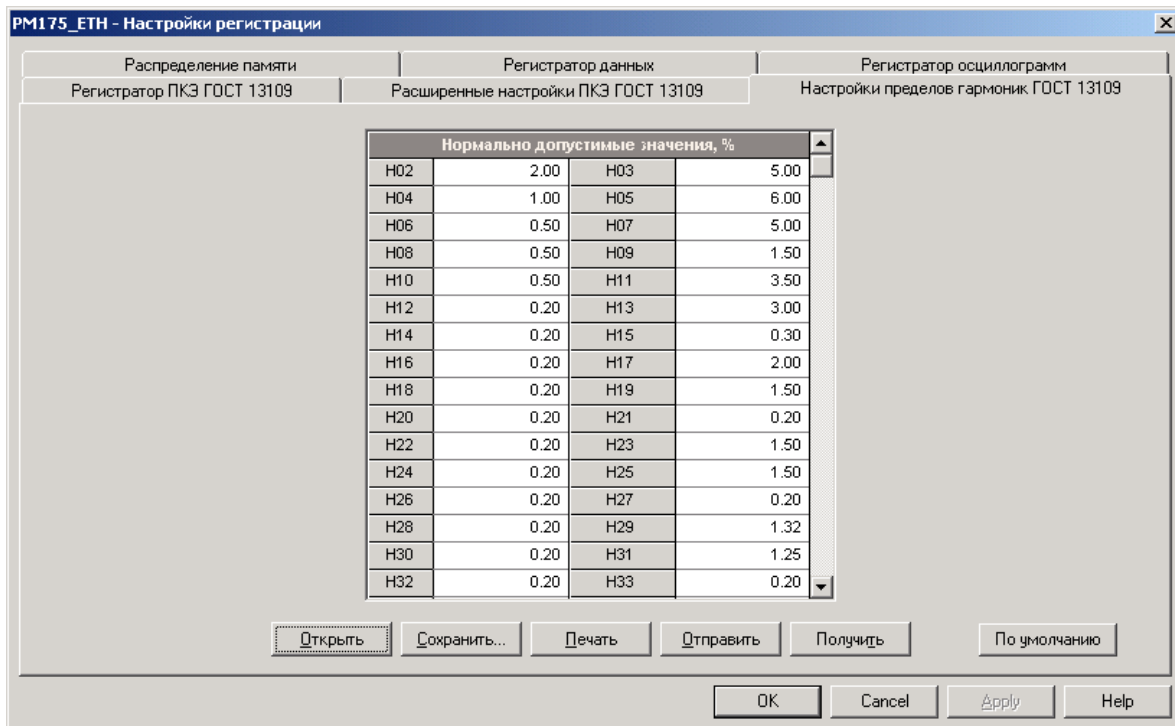 PM175_ETH - Настройки регистрации
Распределение памяти Регистратор данных Регистратор осциллограмм
Регистратор ПКЭ ГОСТ 13109 Расширенные настройки ПКЭ ГОСТ 13109 Настройки пределов гармоник ГОСТ 13109
Нормально допустимые значения, %
H02 2.00 H03 5.00
H04 1.00 H05 6.00
H06 0.50 H07 5.00
H08 0.50 H09 1.50
H10 0.50 H11 3.50
H12 0.20 H13 3.00
H14 0.20 H15 0.30
H16 0.20 H17 2.00
H18 0.20 H19 1.50
H20 0.20 H21 0.20
H22 0.20 H23 1.50
H24 0.20 H25 1.50
H26 0.20 H27 0.20
H28 0.20 H29 1.32
H30 0.20 H31 1.25
H32 0.20 H33 0.20
Открыть Сохранить... Печать Отправить Получить По умолчанию
OK Cancel Apply Help